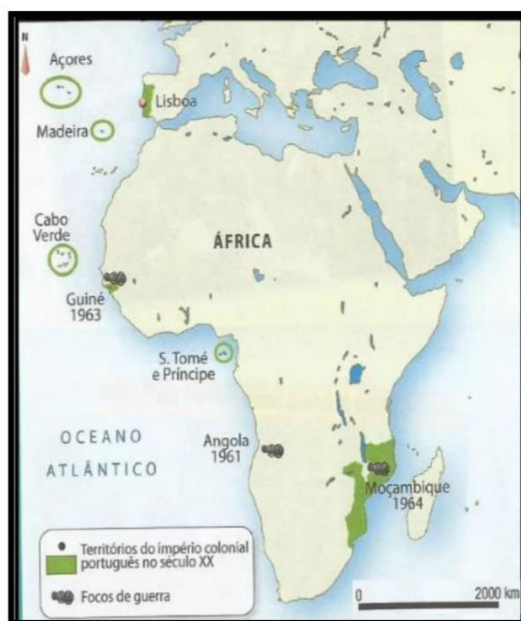 N
Açores
Lisboa
Madeira
Cabo
Verde
ÁFRICA
Guiné
1963
S. Tomé
e Príncipe
OCEANO
ATLÂNTICO
Angola
1961
Moçambique
1964
Territórios do império colonial
português no século XX
Focos de guerra
0
2000 km